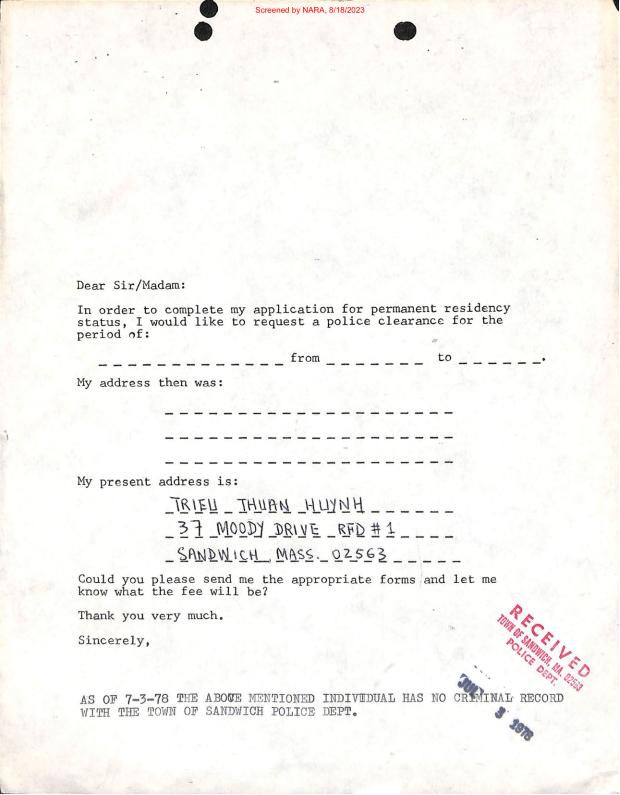 Screened by NARA, 8/18/2023
Dear Sir/Madam:
In order to complete my application for permanent residency
status, I would like to request a police clearance for the
period of:
_ _ _ _ _ _ _ _ _ _ _ _ _ from _ _ _ _ _ _ _ to _ _ _ _ _ _.
My address then was:
_ _ _ _ _ _ _ _ _ _ _ _ _ _ _ _ _ _ _ _
_ _ _ _ _ _ _ _ _ _ _ _ _ _ _ _ _ _ _ _
_ _ _ _ _ _ _ _ _ _ _ _ _ _ _ _ _ _ _ _
My present address is:
TRIEU THUAN HUYNH
37 MOODY DRIVE RFD #1
SANDWICH MASS. 02563
Could you please send me the appropriate forms and let me
know what the fee will be?
Thank you very much.
Sincerely,
RECEIVED
TOWN OF SANDWICH, MA. 02563
POLICE DEPT.
JUL 3 1978
AS OF 7-3-78 THE ABOVE MENTIONED INDIVIDUAL HAS NO CRIMINAL RECORD
WITH THE TOWN OF SANDWICH POLICE DEPT.